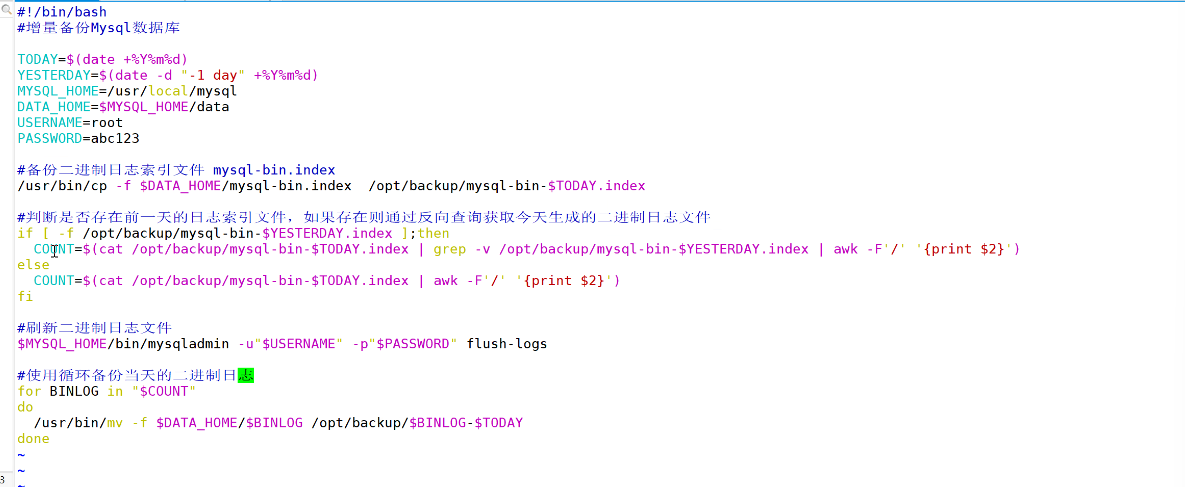 #!/bin/bash
#增量备份Mysql数据库
TODAY=$(date +%Y%m%d)
YESTERDAY=$(date -d "-1 day" +%Y%m%d)
MYSQL_HOME=/usr/local/mysql
DATA_HOME=$MYSQL_HOME/data
USERNAME=root
PASSWORD=abc123
#备份二进制日志索引文件 mysql-bin.index
/usr/bin/cp -f $DATA_HOME/mysql-bin.index  /opt/backup/mysql-bin-$TODAY.index
#判断是否存在前一天的日志索引文件，如果存在则通过反向查询获取今天生成的二进制日志文件
if [ -f /opt/backup/mysql-bin-$YESTERDAY.index ];then
  COUNT=$(cat /opt/backup/mysql-bin-$TODAY.index | grep -v /opt/backup/mysql-bin-$YESTERDAY.index | awk -F'/' '{print $2}')
else
  COUNT=$(cat /opt/backup/mysql-bin-$TODAY.index | awk -F'/' '{print $2}')
fi
#刷新二进制日志文件
$MYSQL_HOME/bin/mysqladmin -u"$USERNAME" -p"$PASSWORD" flush-logs
#使用循环备份当天的二进制日志
for BINLOG in "$COUNT"
do
  /usr/bin/mv -f $DATA_HOME/$BINLOG /opt/backup/$BINLOG-$TODAY
done
~
~
~
3